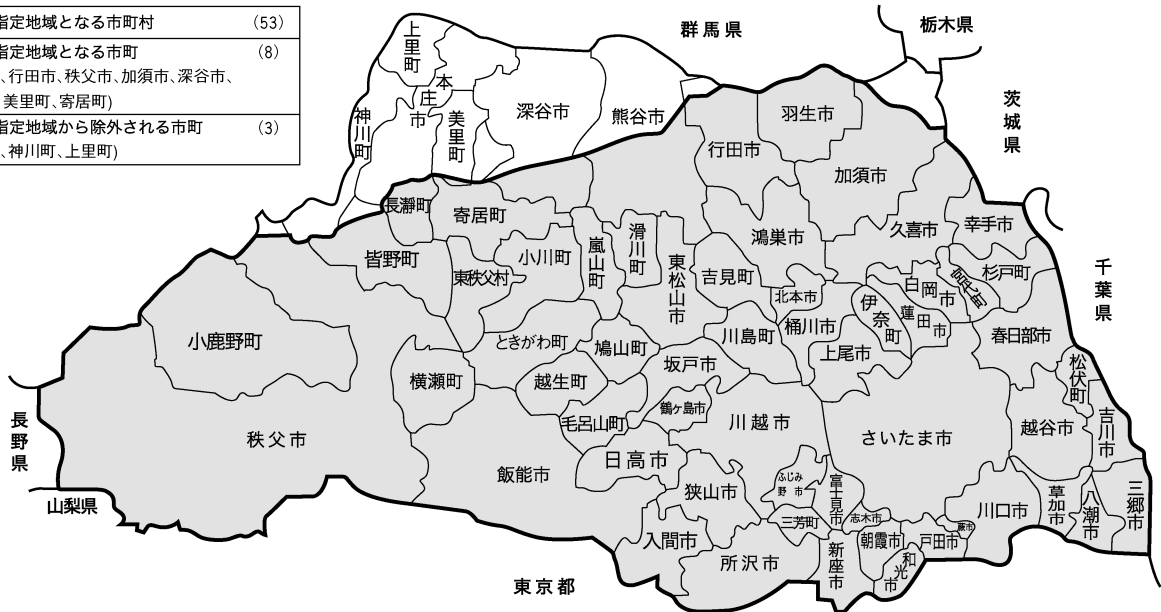 指定地域となる市町村 (53)
指定地域となる市町 (8)
、行田市、秩父市、加須市、深谷市、
美里町、寄居町)
指定地域から除外される市町 (3)
、神川町、上里町)
群馬県
栃木県
茨城県
千葉県
東京都
山梨県
長野県
上里町
本庄市
神川町
美里町
深谷市
熊谷市
行田市
羽生市
加須市
長瀞町
寄居町
皆野町
東秩父村
小川町
嵐山町
滑川町
東松山市
吉見町
鴻巣市
北本市
久喜市
幸手市
杉戸町
宮代町
白岡市
蓮田市
伊奈町
桶川市
上尾市
川島町
春日部市
松伏町
小鹿野町
ときがわ町
鳩山町
坂戸市
横瀬町
越生町
鶴ヶ島市
毛呂山町
川越市
さいたま市
越谷市
吉川市
秩父市
飯能市
日高市
狭山市
ふじみ
野市
富士見市
三芳町
志木市
川口市
草加市
八潮市
三郷市
入間市
所沢市
新座市
朝霞市
和光市
戸田市
蕨市